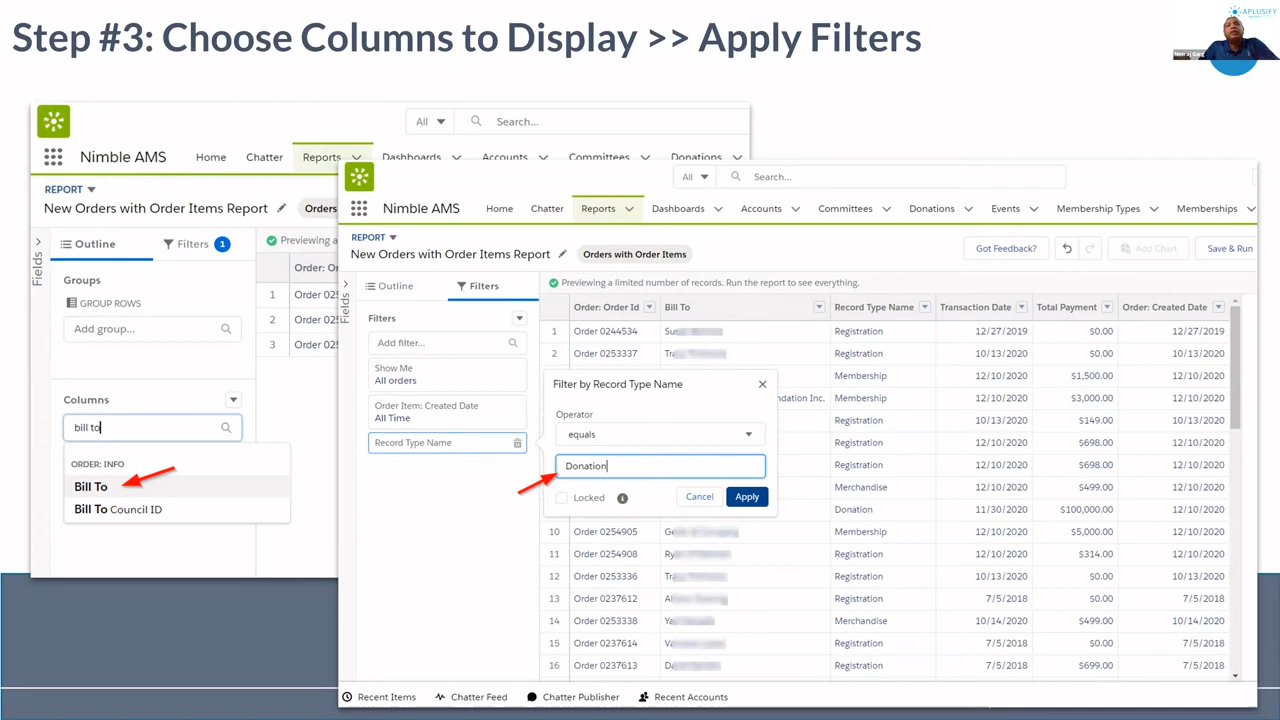 Step #3: Choose Columns to Display >> Apply Filters
APLUSIFY
Neeraj Garg
All
Search...
Nimble AMS
Home
Chatter
Reports
Dashboards
Accounts
Committees
Donations
REPORT
New Orders with Order Items Report
Orders
Fields
Outline
Filters
1
Previewing a
Groups
GROUP ROWS
Add group...
Order: Or
1 Order 025
2 Order 025
3 Order 025
Columns
bill to
ORDER: INFO
Bill To
Bill To Council ID
All
Search...
Nimble AMS
Home
Chatter
Reports
Dashboards
Accounts
Committees
Donations
Events
Membership Types
Memberships
REPORT
New Orders with Order Items Report
Orders with Order Items
Got Feedback?
Add Chart
Save & Run
Fields
Outline
Filters
Previewing a limited number of records. Run the report to see everything.
Filters
Add filter...
Show Me
All orders
Order Item: Created Date
All Time
Record Type Name
Filter by Record Type Name
Operator
equals
Donation
Locked
Cancel
Apply
Order: Order Id Bill To Record Type Name Transaction Date Total Payment Order: Created Date
1 Order 0244534 Registration 12/27/2019 $0.00 12/27/2019
2 Order 0253337 Registration 10/13/2020 $0.00 10/13/2020
Membership 12/10/2020 $1,500.00 12/10/2020
ndation Inc. Membership 12/10/2020 $3,000.00 12/10/2020
Registration 10/13/2020 $149.00 12/10/2020
Registration 12/10/2020 $698.00 12/10/2020
Registration 12/10/2020 $698.00 12/10/2020
Merchandise 12/10/2020 $499.00 12/10/2020
Donation 11/30/2020 $100,000.00 12/10/2020
10 Order 0254905 Membership 12/10/2020 $5,000.00 12/10/2020
11 Order 0254908 Registration 12/10/2020 $314.00 12/10/2020
12 Order 0253336 Registration 10/13/2020 $0.00 10/13/2020
13 Order 0237612 Registration 7/5/2018 $0.00 7/5/2018
14 Order 0253338 Merchandise 10/14/2020 $499.00 10/14/2020
15 Order 0237614 Registration 7/5/2018 $0.00 7/5/2018
16 Order 0237613 Registration 7/5/2018 $699.00 7/5/2018
Recent Items
Chatter Feed
Chatter Publisher
Recent Accounts